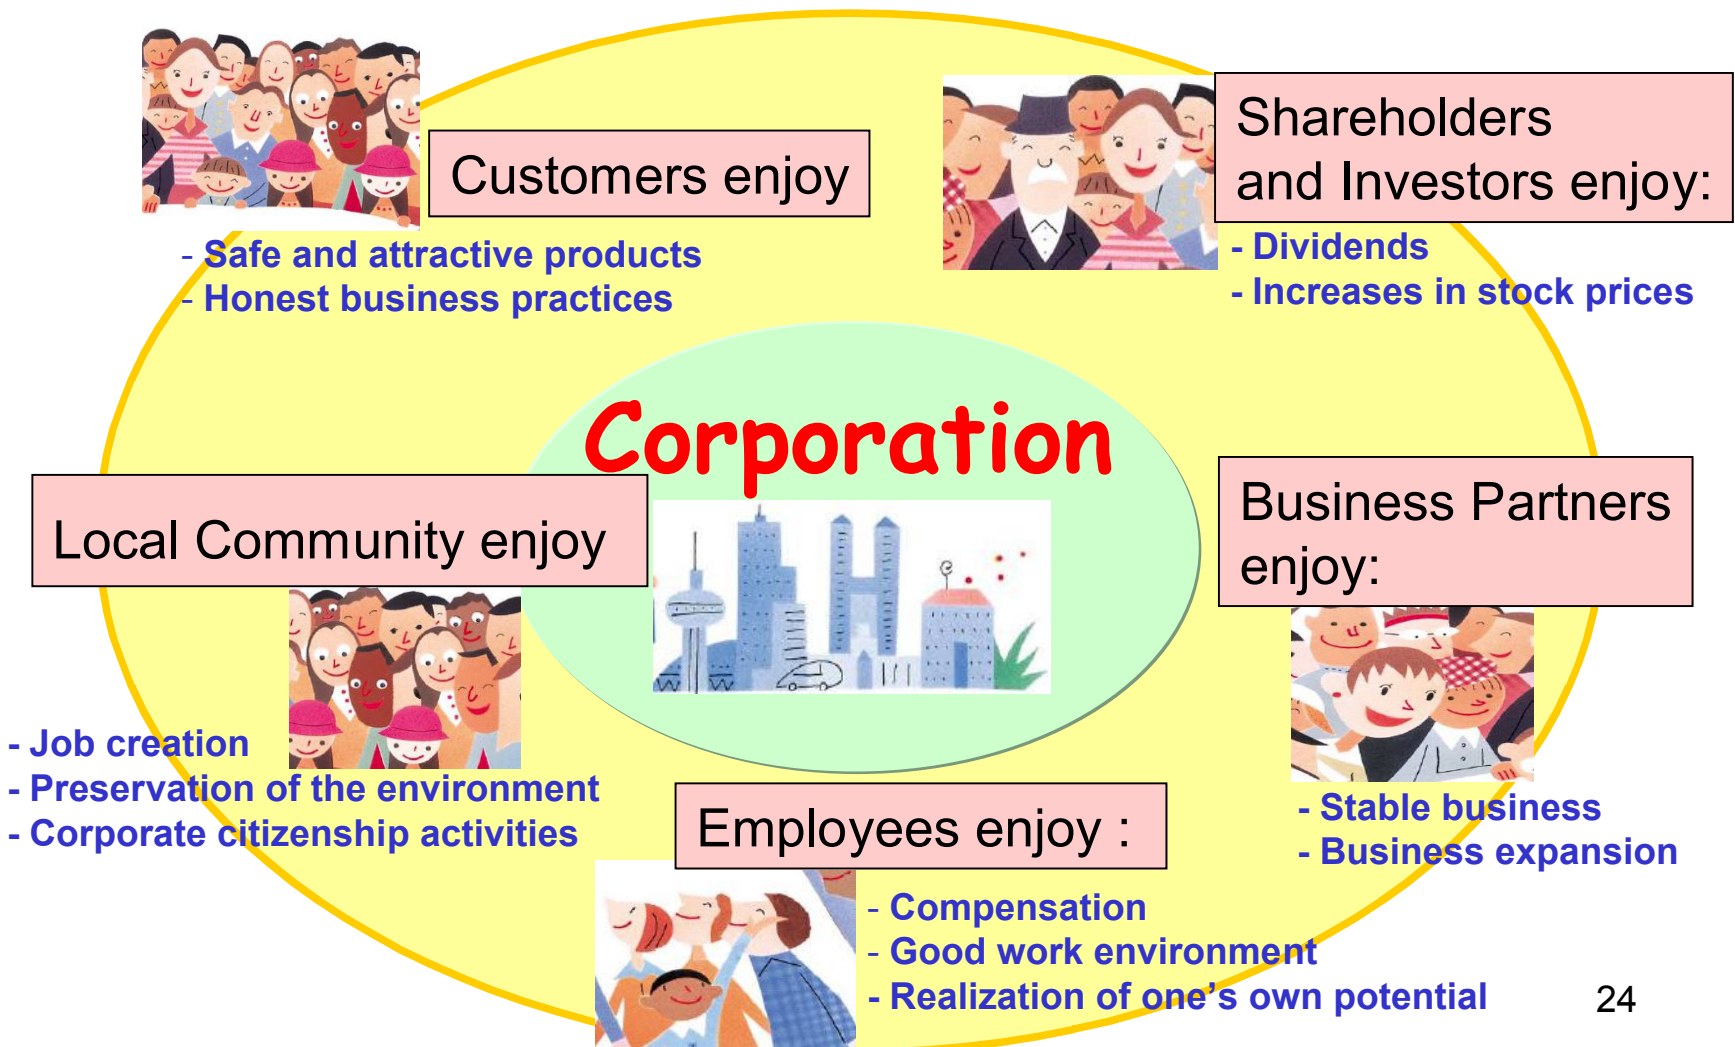 Customers enjoy
- Safe and attractive products
- Honest business practices
Shareholders
and Investors enjoy:
- Dividends
- Increases in stock prices
Corporation
Local Community enjoy
- Job creation
- Preservation of the environment
- Corporate citizenship activities
Business Partners
enjoy:
- Stable business
- Business expansion
Employees enjoy :
- Compensation
- Good work environment
- Realization of one's own potential
24